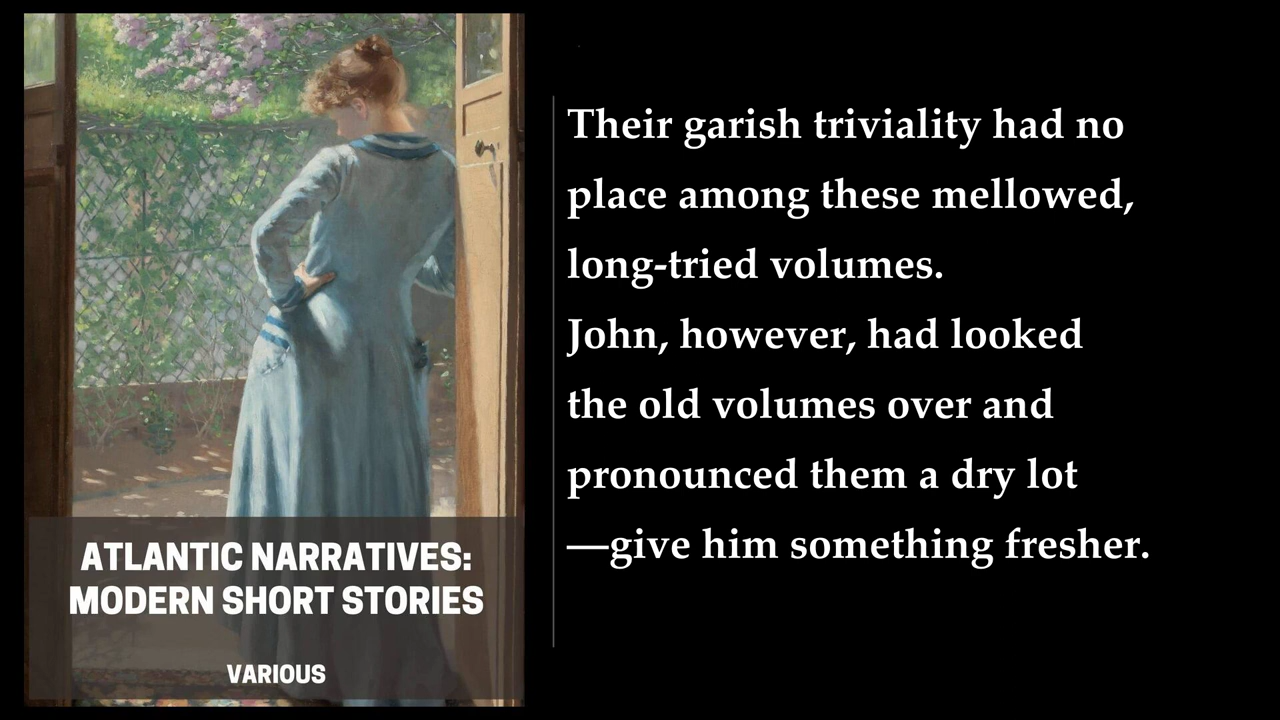 ATLANTIC NARRATIVES:
MODERN SHORT STORIES
VARIOUS
Their garish triviality had no
place among these mellowed,
long-tried volumes.
John, however, had looked
the old volumes over and
pronounced them a dry lot
—give him something fresher.